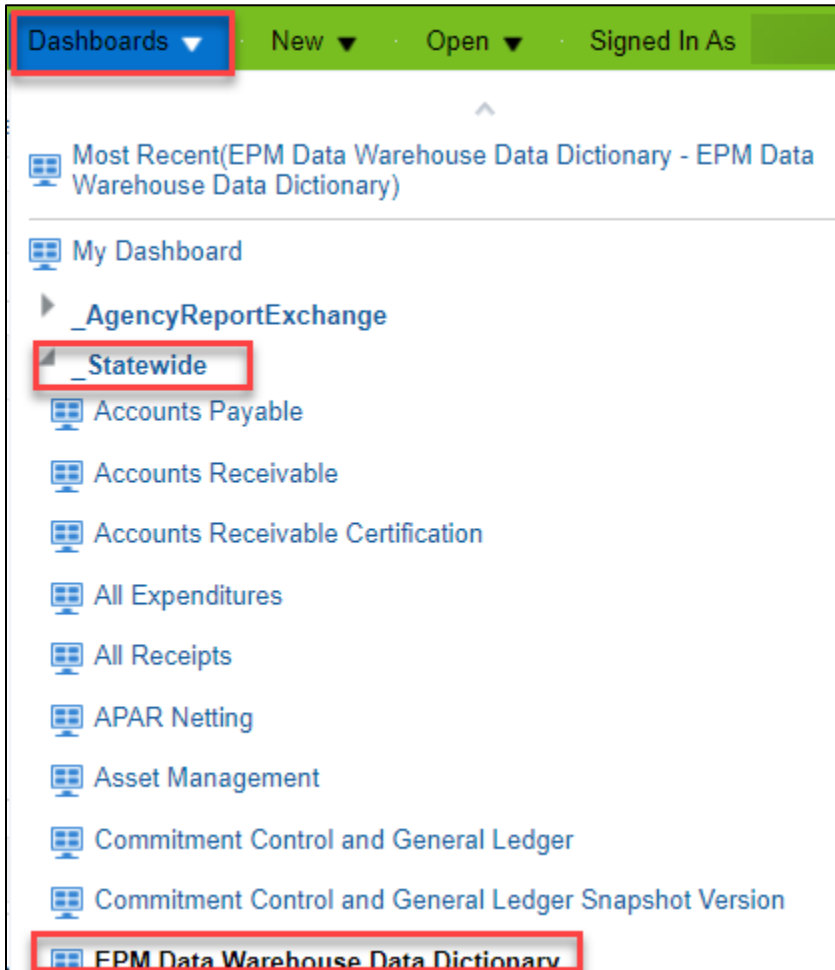 Dashboards New Open Signed In As
Most Recent(EPM Data Warehouse Data Dictionary - EPM Data
Warehouse Data Dictionary)
My Dashboard
_AgencyReportExchange
_Statewide
Accounts Payable
Accounts Receivable
Accounts Receivable Certification
All Expenditures
All Receipts
APAR Netting
Asset Management
Commitment Control and General Ledger
Commitment Control and General Ledger Snapshot Version
EPM Data Warehouse Data Dictionary